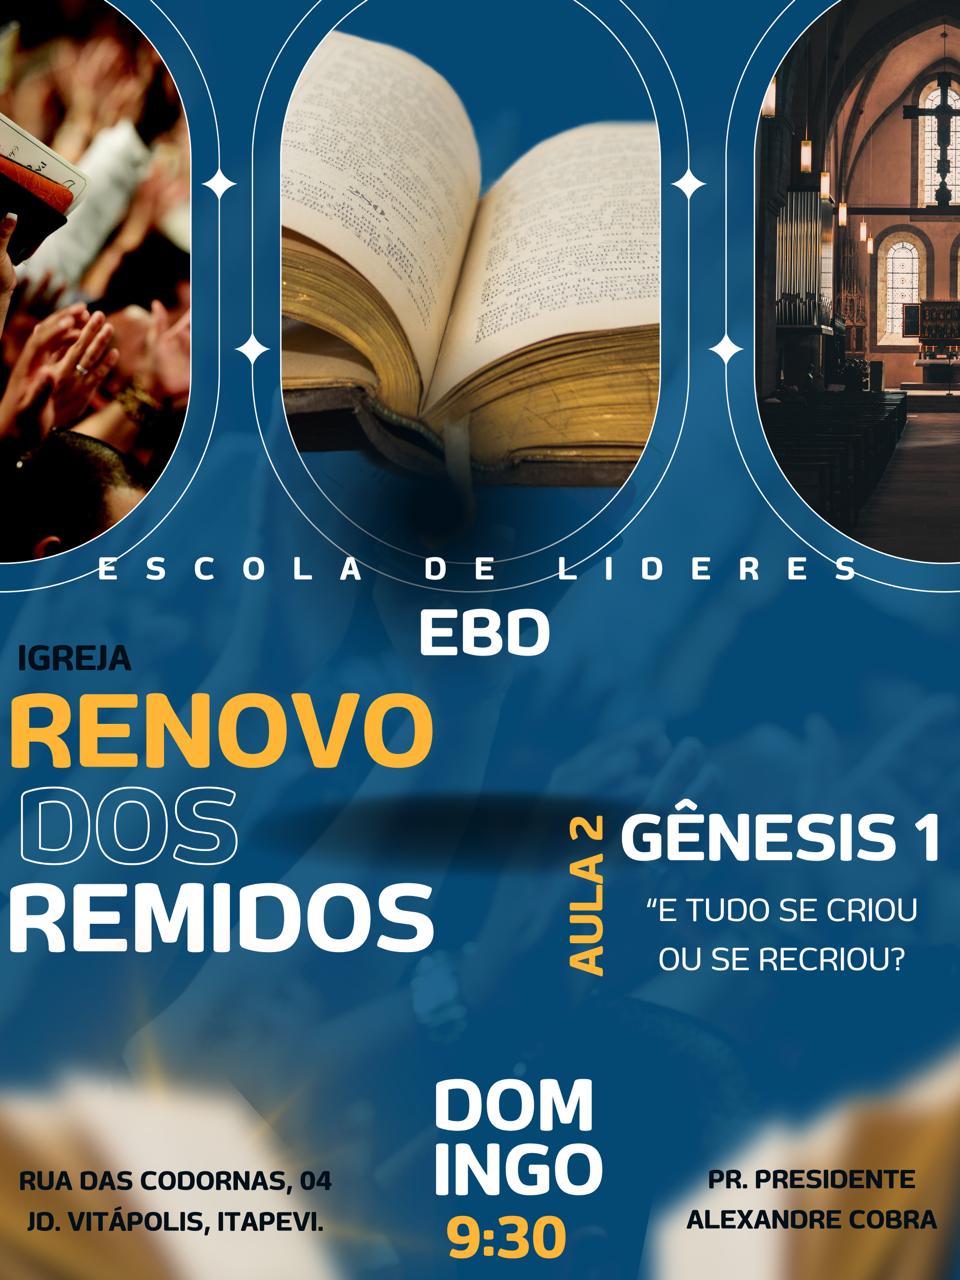 ESCOLA DE LIDERES
EBD
IGREJA
RENOVO
DOS
REMIDOS
AULA 2
GÊNESIS 1
“E TUDO SE CRIOU
OU SE RECRIOU?
DOM
INGO
9:30
RUA DAS CODORNAS, 04
JD. VITÁPOLIS, ITAPEVI.
PR. PRESIDENTE
ALEXANDRE COBRA